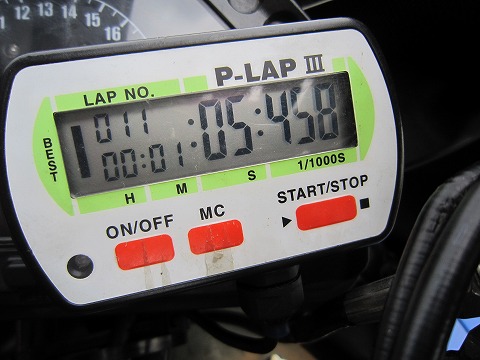 12 13 14 15 16
P-LAP III
LAP NO.
BEST
011
00:01:05:458
H M S 1/1000S
ON/OFF MC START/STOP